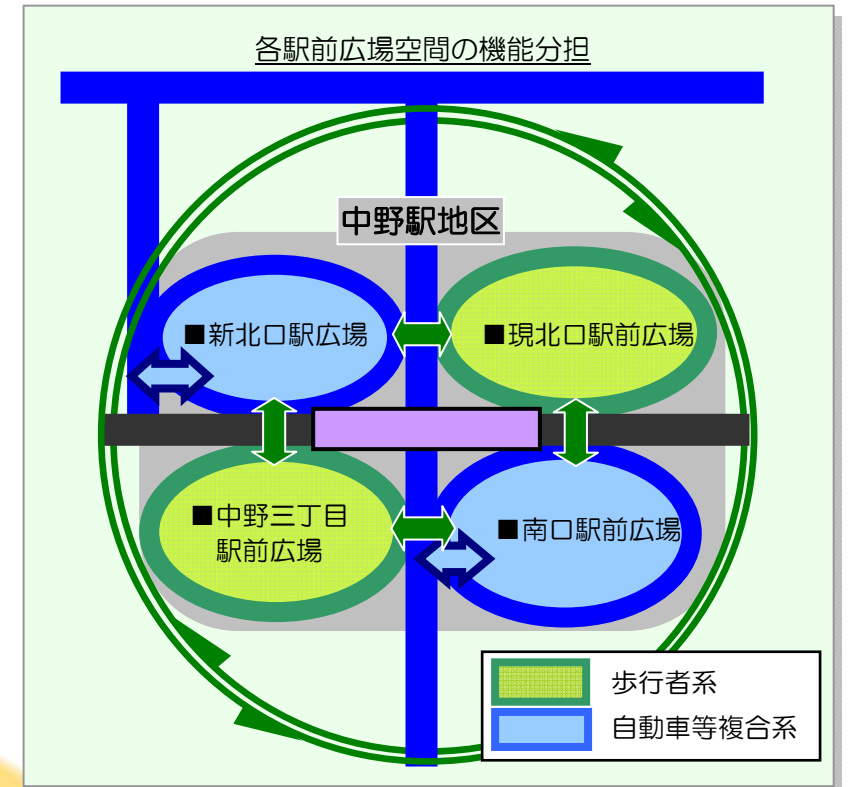 各駅前広場空間の機能分担
中野駅地区
■新北口駅広場
■現北口駅前広場
■中野三丁目
駅前広場
■南口駅前広場
歩行者系
自動車等複合系